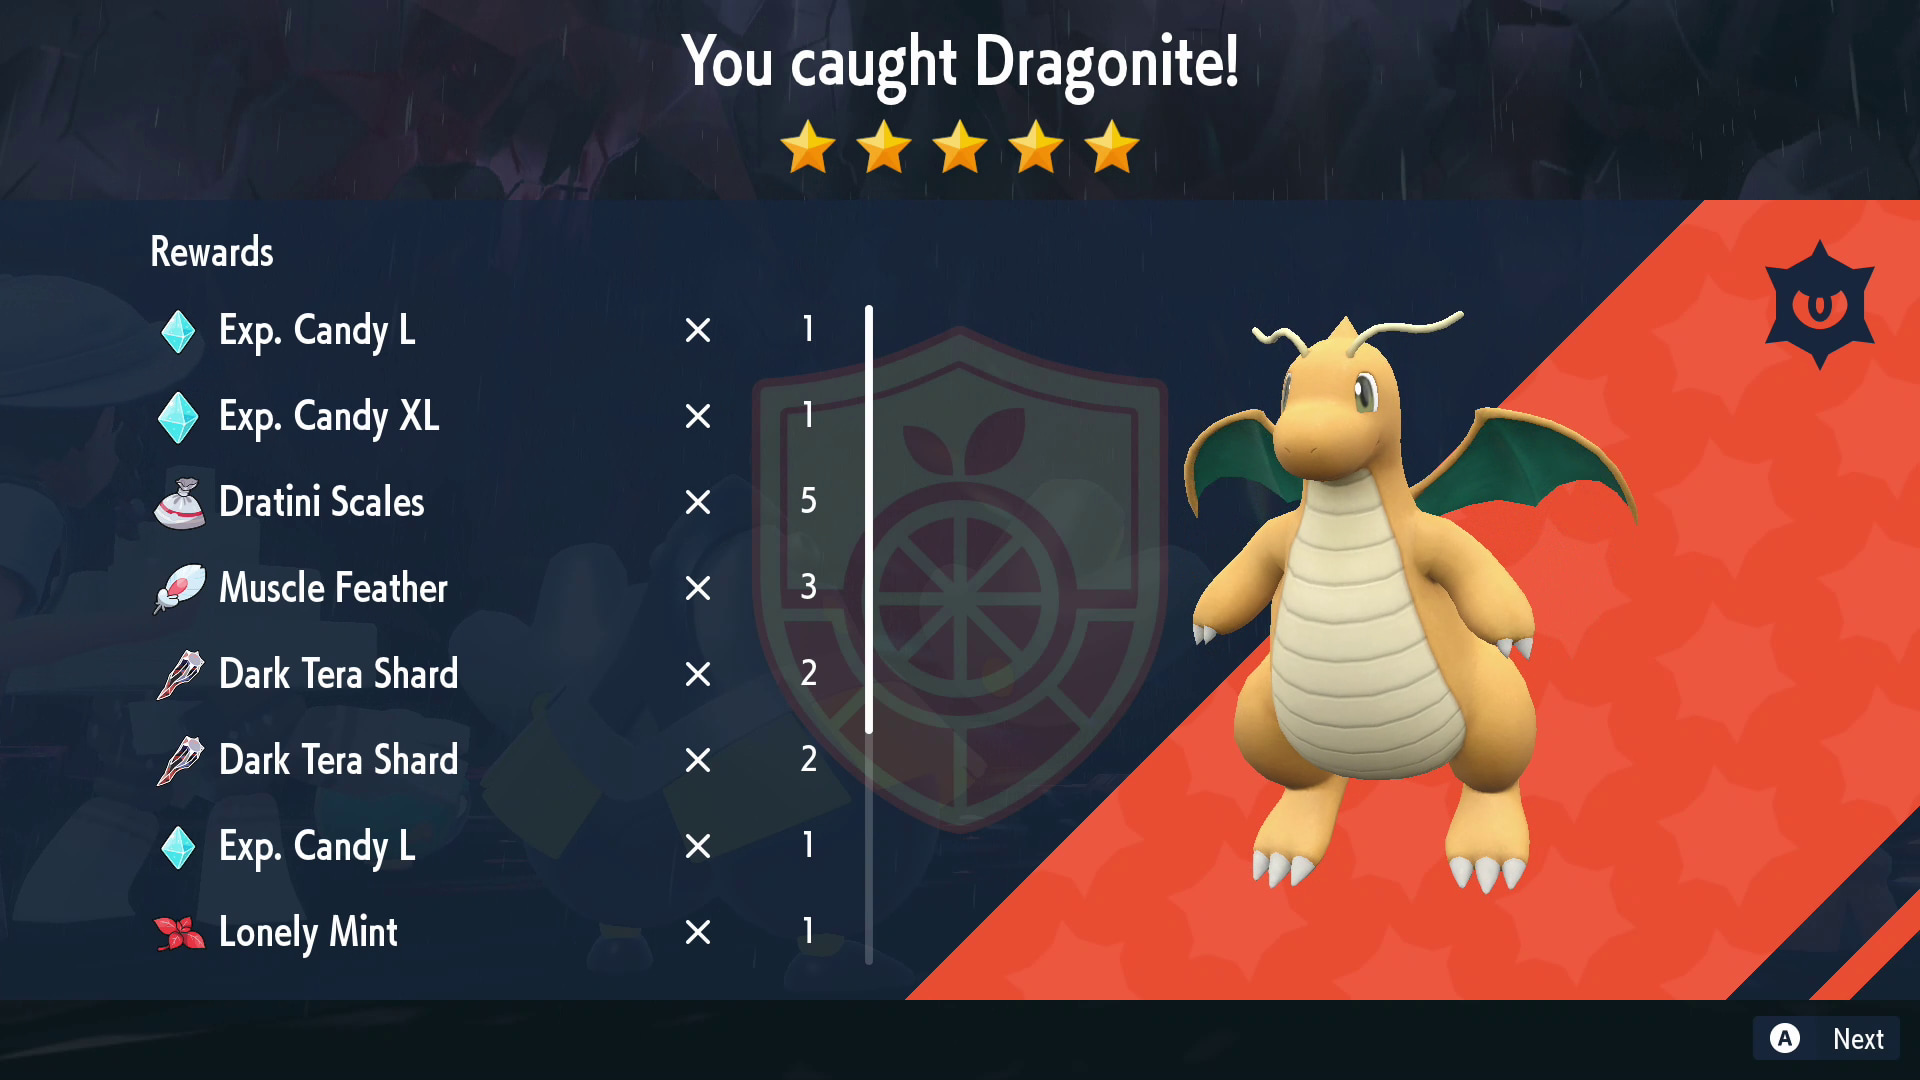 You caught Dragonite!
Rewards
Exp. Candy L × 1
Exp. Candy XL × 1
Dratini Scales × 5
Muscle Feather × 3
Dark Tera Shard × 2
Dark Tera Shard × 2
Exp. Candy L × 1
Lonely Mint × 1
A Next